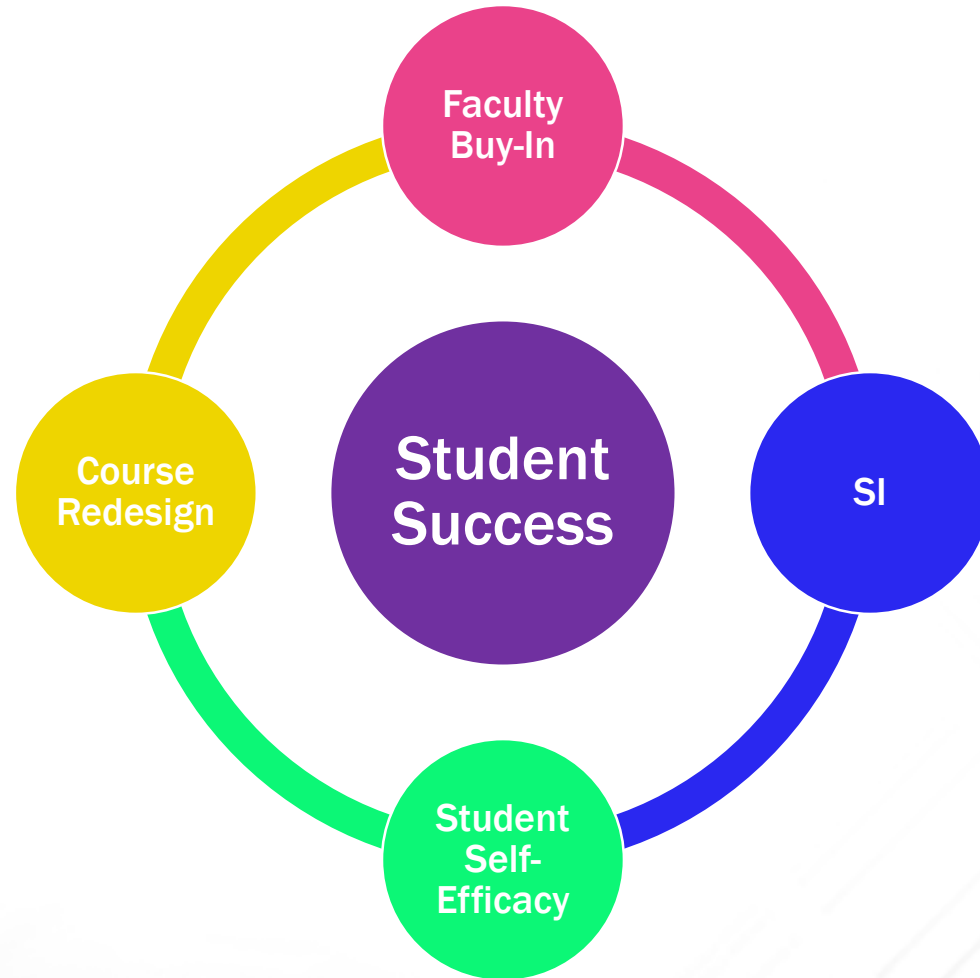 Faculty
Buy-In
Course
Redesign
Student
Success
SI
Student
Self-
Efficacy